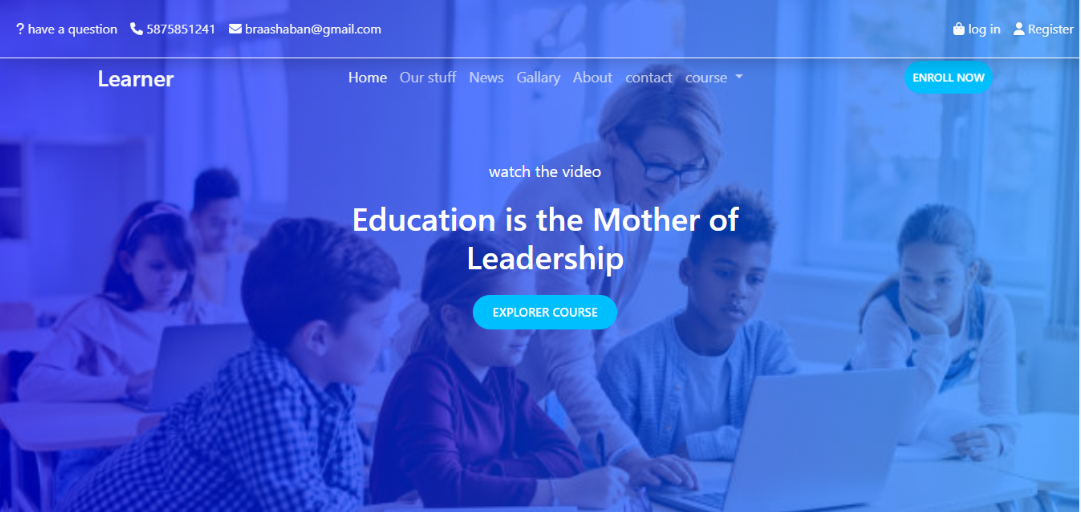 ? have a question 5875851241 braashaban@gmail.com log in Register
Learner Home Our stuff News Gallary About contact course ENROLL NOW
watch the video
Education is the Mother of
Leadership
EXPLORER COURSE